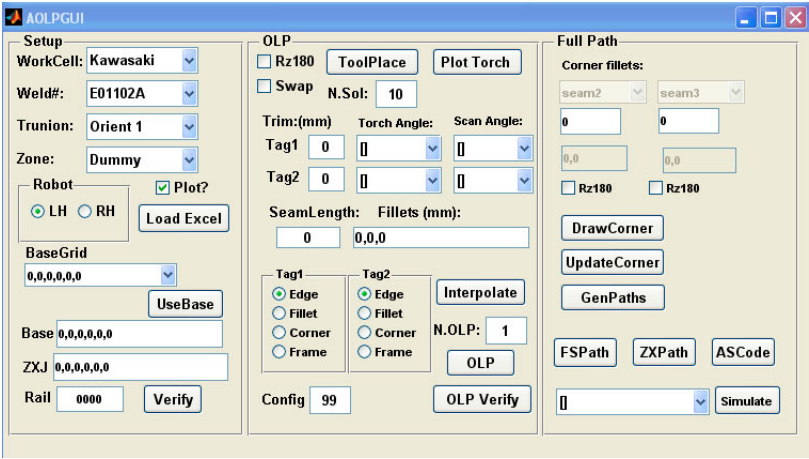 AOLPGUI
Setup
WorkCell: Kawasaki
Weld#: E01102A
Trunion: Orient 1
Zone: Dummy
Robot
LH RH
Plot?
Load Excel
BaseGrid
0,0,0,0,0,0
UseBase
Base 0,0,0,0,0,0
ZXJ 0,0,0,0,0,0
Rail 0000 Verify
OLP
Rz180 ToolPlace Plot Torch
Swap N.Sol: 10
Trim:(mm) Torch Angle: Scan Angle:
Tag1 0 [] []
Tag2 0 [] []
SeamLength: Fillets (mm):
0 0,0,0
Tag1
Edge
Fillet
Corner
Frame
Tag2
Edge
Fillet
Corner
Frame
Interpolate
N.OLP: 1
OLP
Config 99 OLP Verify
Full Path
Corner fillets:
seam2 seam3
0 0
0,0 0,0
Rz180 Rz180
DrawCorner
UpdateCorner
GenPaths
FSPath ZXPath ASCode
[] Simulate